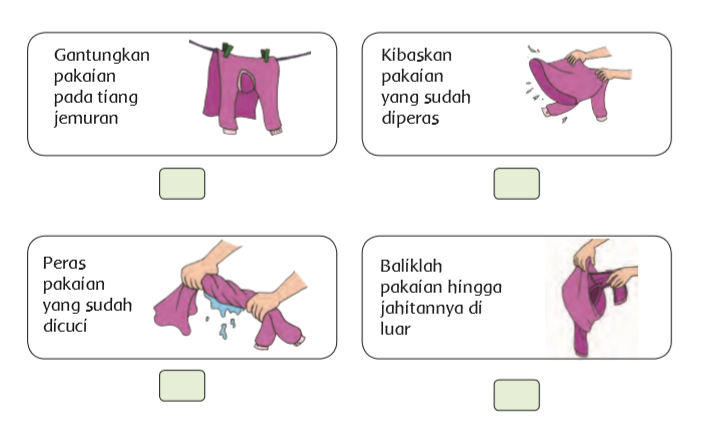 Gantungkan
pakaian
pada tiang
jemuran
Kibaskan
pakaian
yang sudah
diperas
Peras
pakaian
yang sudah
dicuci
Baliklah
pakaian hingga
jahitannya di
luar